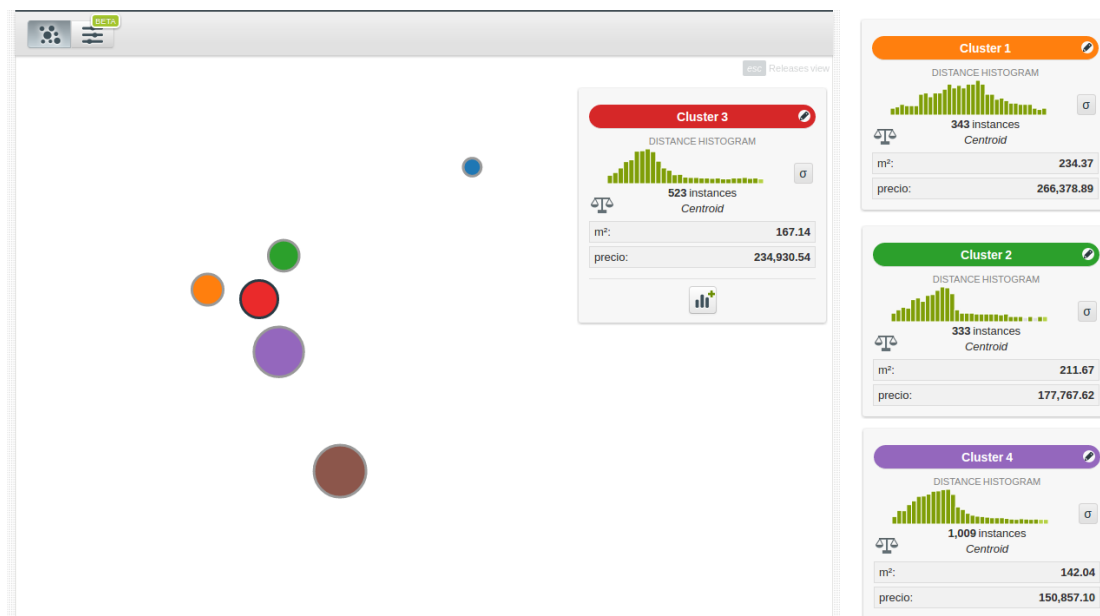 BETA
esc Releases view
Cluster 3
DISTANCE HISTOGRAM
σ
523 instances
Centroid
m²: 167.14
precio: 234,930.54
Cluster 1
DISTANCE HISTOGRAM
σ
343 instances
Centroid
m²: 234.37
precio: 266,378.89
Cluster 2
DISTANCE HISTOGRAM
σ
333 instances
Centroid
m²: 211.67
precio: 177,767.62
Cluster 4
DISTANCE HISTOGRAM
σ
1,009 instances
Centroid
m²: 142.04
precio: 150,857.10